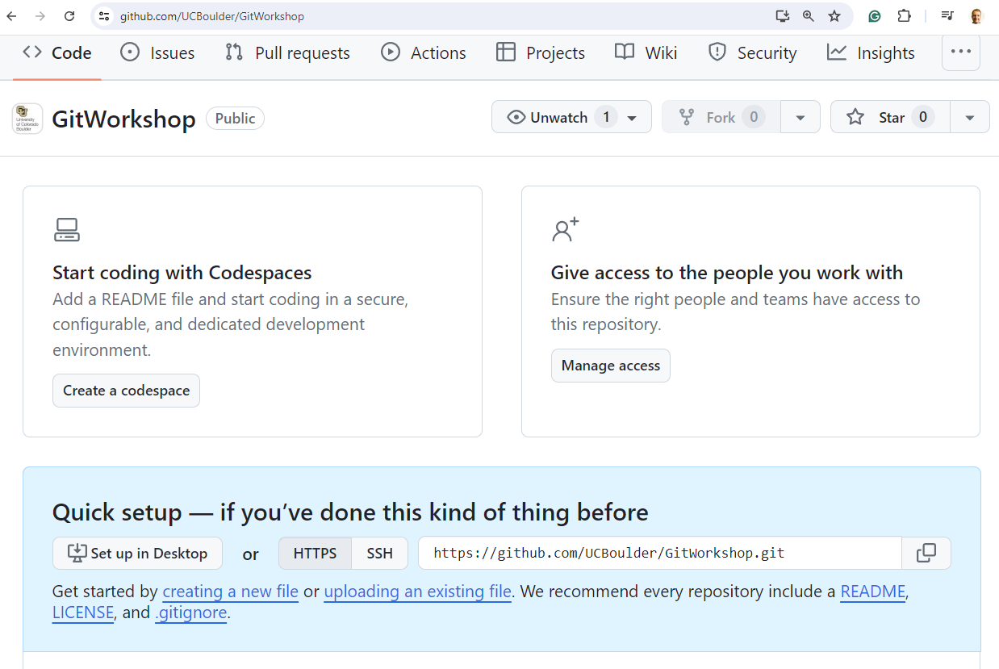 github.com/UCBoulder/GitWorkshop
Code Issues Pull requests Actions Projects Wiki Security Insights
University of Colorado Boulder
GitWorkshop Public Unwatch 1 Fork 0 Star 0
Start coding with Codespaces
Add a README file and start coding in a secure,
configurable, and dedicated development
environment.
Create a codespace
Give access to the people you work with
Ensure the right people and teams have access to
this repository.
Manage access
Quick setup — if you’ve done this kind of thing before
Set up in Desktop or HTTPS SSH https://github.com/UCBoulder/GitWorkshop.git
Get started by creating a new file or uploading an existing file. We recommend every repository include a README,
LICENSE, and .gitignore.